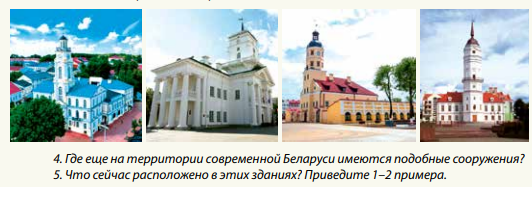 4. Где еще на территории современной Беларуси имеются подобные сооружения?
5. Что сейчас расположено в этих зданиях? Приведите 1–2 примера.